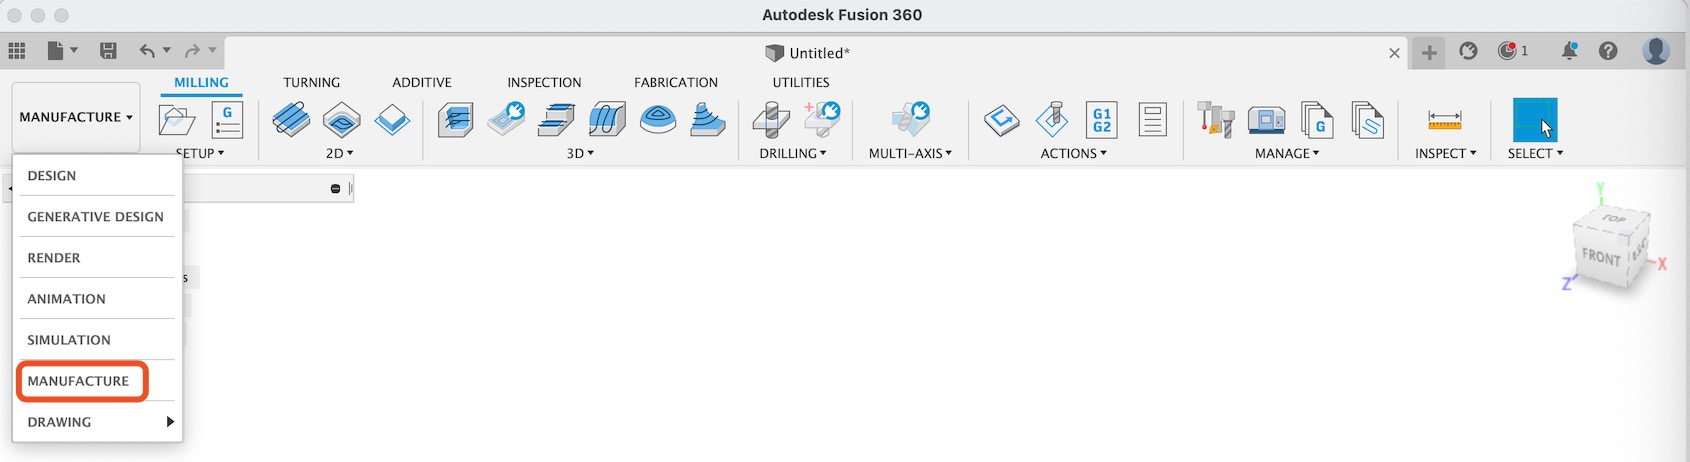 Autodesk Fusion 360
Untitled*
1
MILLING TURNING ADDITIVE INSPECTION FABRICATION UTILITIES
MANUFACTURE
G
G1
G2
G
SETUP 2D 3D DRILLING MULTI-AXIS ACTIONS MANAGE INSPECT SELECT
DESIGN
GENERATIVE DESIGN
RENDER
s
ANIMATION
SIMULATION
MANUFACTURE
DRAWING
Y
TOP
FRONT
X
Z